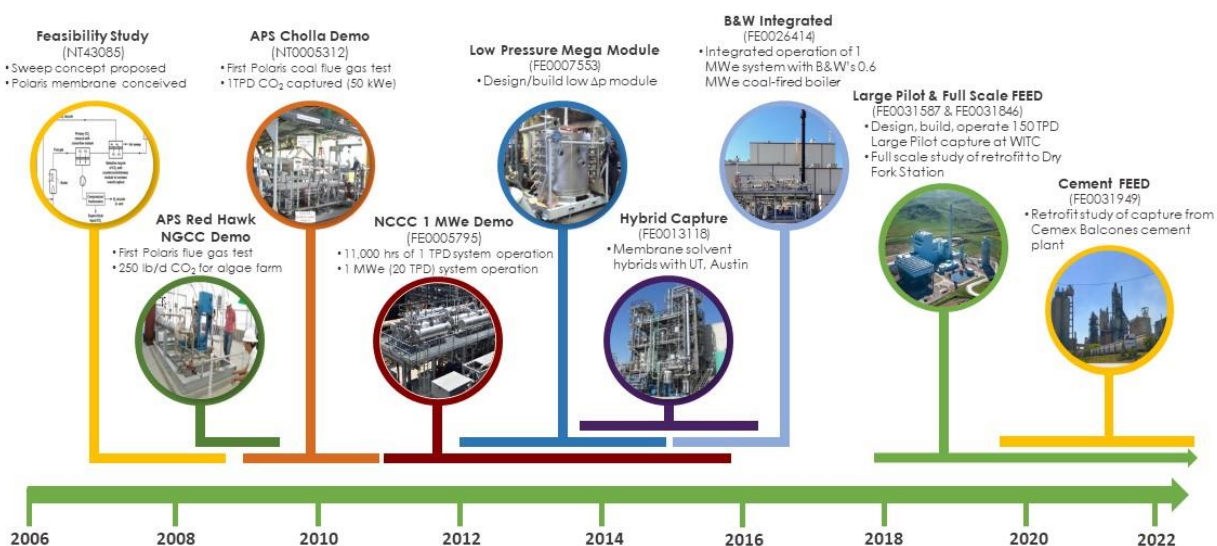 Feasibility Study
(NT43085)
• Sweep concept proposed
• Polaris membrane conceived
APS Red Hawk
NGCC Demo
• First Polaris flue gas test
• 250 lb/d CO₂ for algae farm
APS Cholla Demo
(NT0005312)
• First Polaris coal flue gas test
• 1TPD CO₂ captured (50 kWe)
NCCC 1 MWe Demo
(FE0005795)
• 11,000 hrs of 1 TPD system operation
• 1 MWe (20 TPD) system operation
Low Pressure Mega Module
(FE0007553)
• Design/build low Δp module
Hybrid Capture
(FE0013118)
• Membrane solvent
hybrids with UT, Austin
B&W Integrated
(FE0026414)
• Integrated operation of 1
MWe system with B&W's 0.6
MWe coal-fired boiler
Large Pilot & Full Scale FEED
(FE0031587 & FE0031846)
• Design, build, operate 150 TPD
Large Pilot capture at WITC
• Full scale study of retrofit to Dry
Fork Station
Cement FEED
(FE0031949)
• Retrofit study of capture from
Cemex Balcones cement
plant
2006 2008 2010 2012 2014 2016 2018 2020 2022